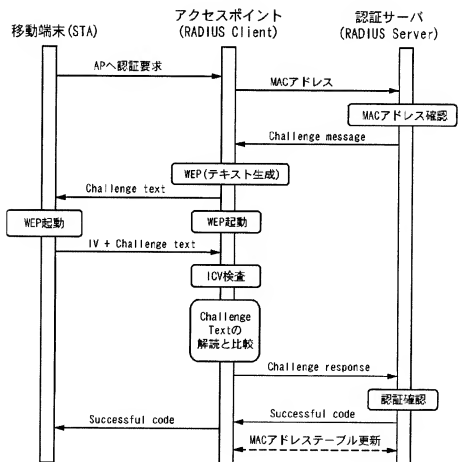 移動端末(STA)
アクセスポイント
(RADIUS Client)
認証サーバ
(RADIUS Server)
APへ認証要求
MACアドレス
MACアドレス確認
Challenge message
WEP(テキスト生成)
Challenge text
WEP起動
WEP起動
IV + Challenge text
ICV検査
Challenge
Textの
解読と比較
Challenge response
認証確認
Successful code
Successful code
MACアドレステーブル更新